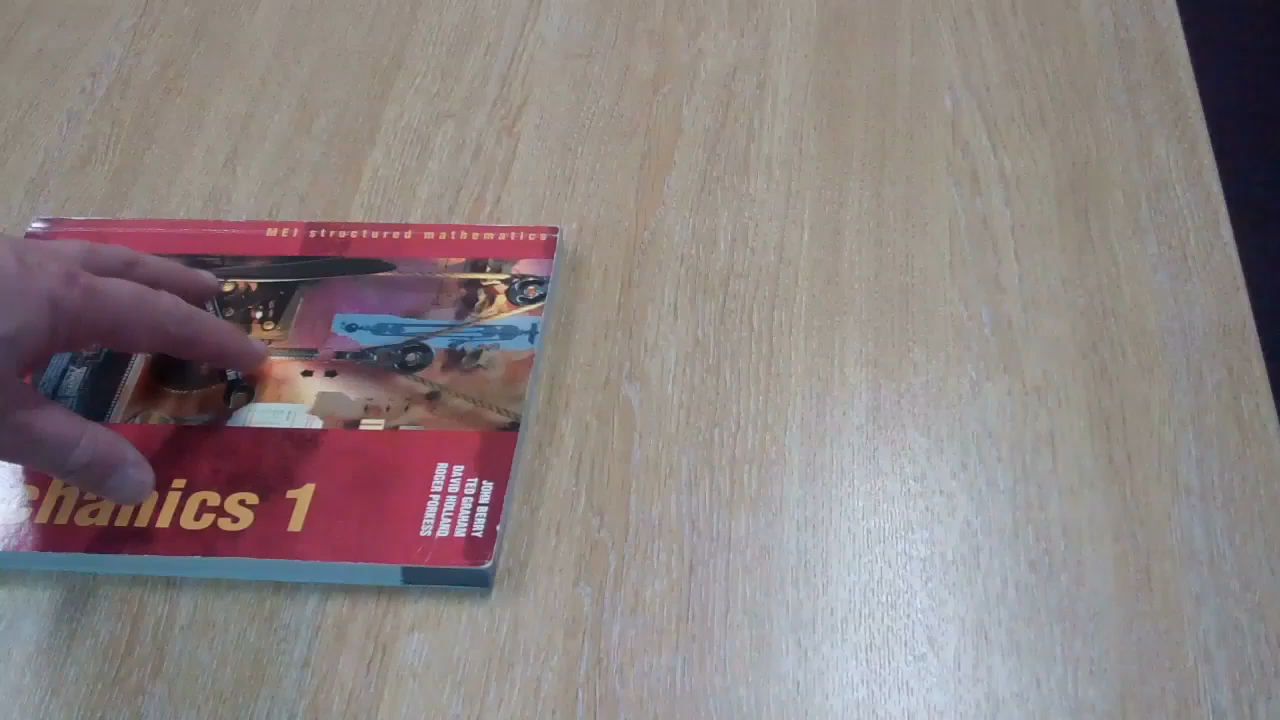 MEI structured mathematics
chanics 1
JOHN BERRY
TED GRAHAM
DAVID HOLLAND
ROGER PORKESS